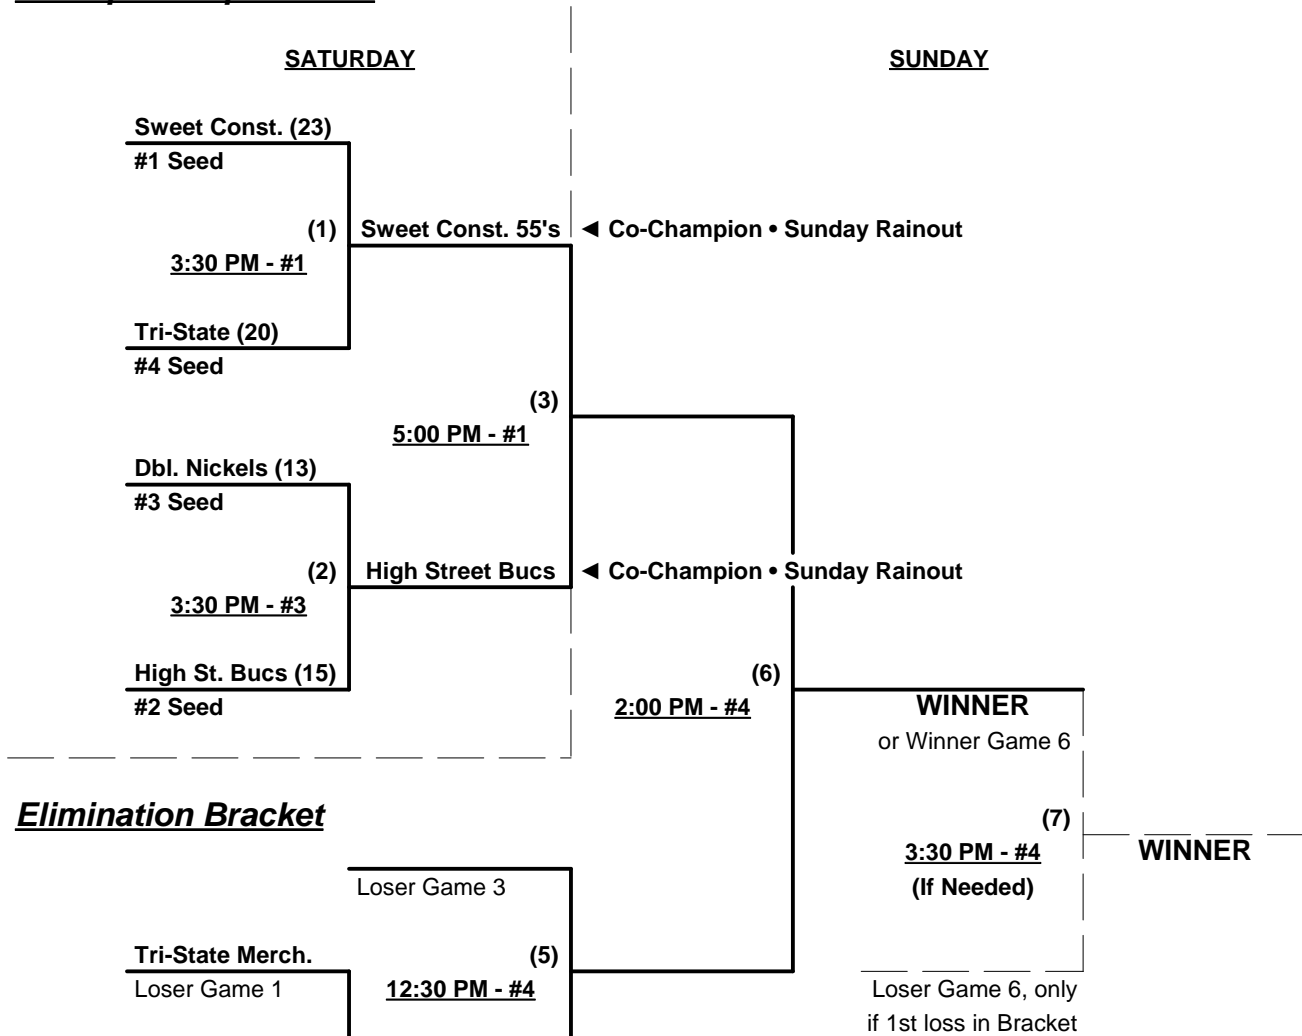 SATURDAY
SUNDAY
Sweet Const. (23)
#1 Seed
(1)
Sweet Const. 55's
◄ Co-Champion • Sunday Rainout
3:30 PM - #1
Tri-State (20)
#4 Seed
(3)
5:00 PM - #1
Dbl. Nickels (13)
#3 Seed
(2)
High Street Bucs
◄ Co-Champion • Sunday Rainout
3:30 PM - #3
High St. Bucs (15)
#2 Seed
(6)
2:00 PM - #4
WINNER
or Winner Game 6
Elimination Bracket
(7)
3:30 PM - #4
(If Needed)
WINNER
Loser Game 3
Tri-State Merch.
Loser Game 1
(5)
12:30 PM - #4
Loser Game 6, only
if 1st loss in Bracket